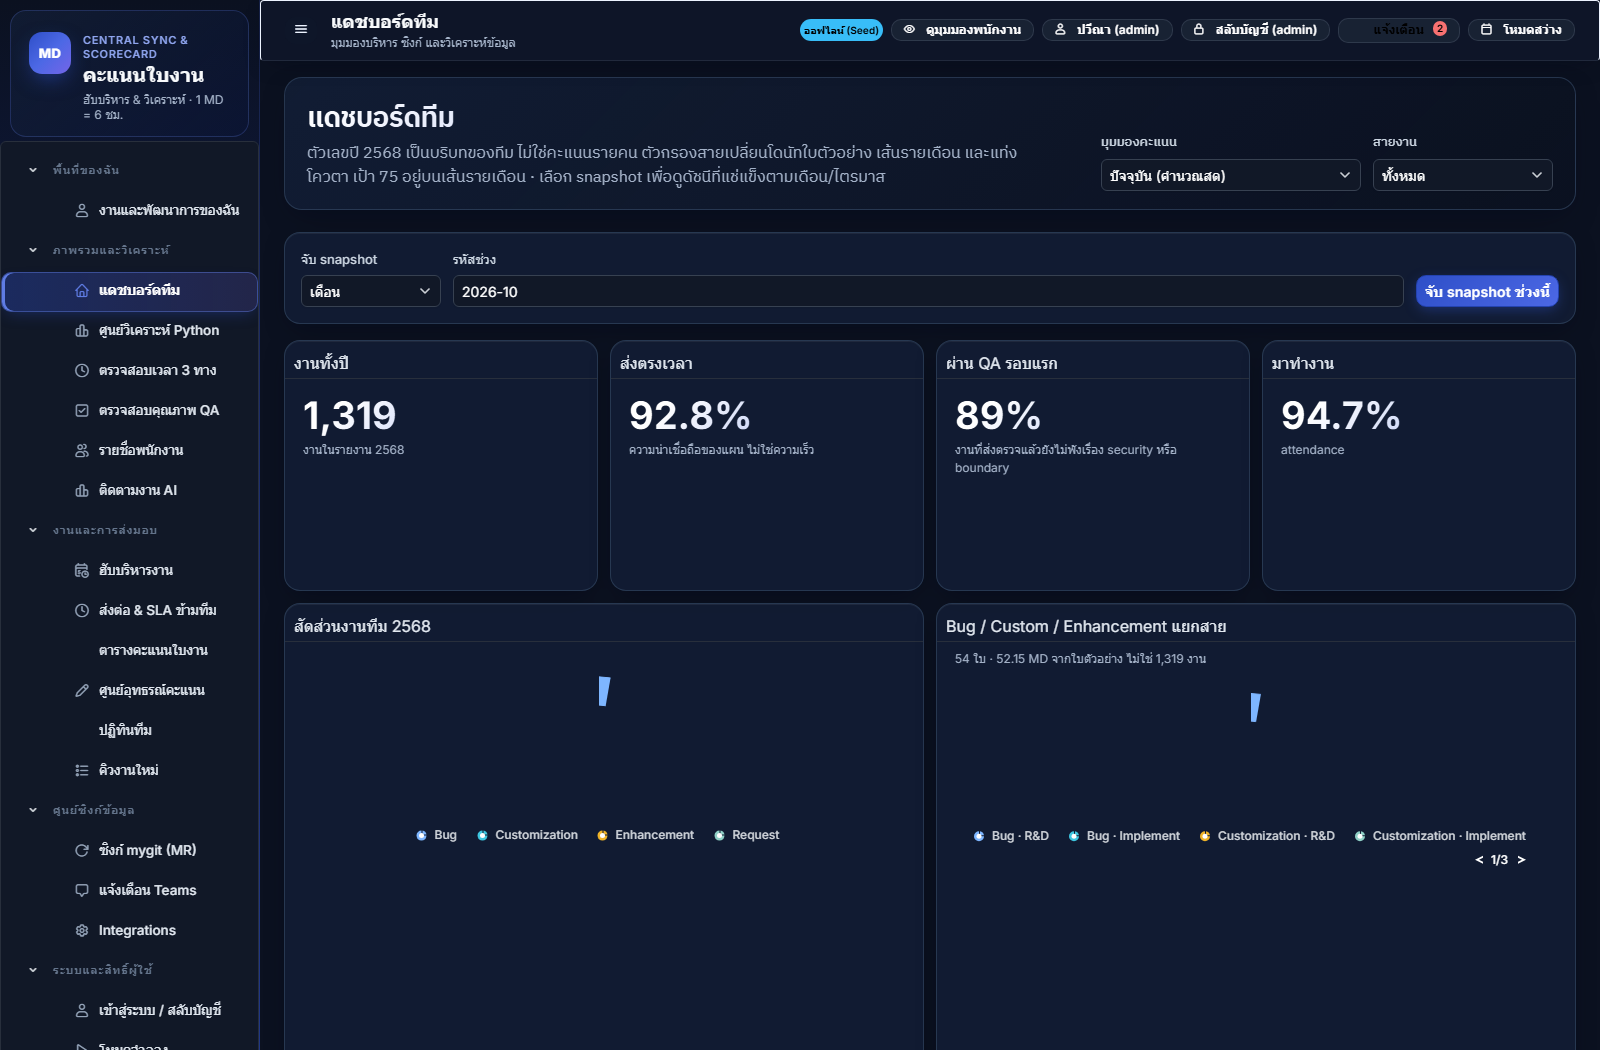 MD
CENTRAL SYNC &
SCORECARD
คะแนนใบงาน
ฮับบริหาร & วิเคราะห์ · 1 MD
= 6 ชม.
พื้นที่ของฉัน
งานและพัฒนาการของฉัน
ภาพรวมและวิเคราะห์
แดชบอร์ดทีม
ศูนย์วิเคราะห์ Python
ตรวจสอบเวลา 3 ทาง
ตรวจสอบคุณภาพ QA
รายชื่อพนักงาน
ติดตามงาน AI
งานและการส่งมอบ
ฮับบริหารงาน
ส่งต่อ & SLA ข้ามทีม
ตารางคะแนนใบงาน
ศูนย์อุทธรณ์คะแนน
ปฏิทินทีม
คิวงานใหม่
ศูนย์ซิงก์ข้อมูล
ซิงก์ mygit (MR)
แจ้งเตือน Teams
Integrations
ระบบและสิทธิ์ผู้ใช้
เข้าสู่ระบบ / สลับบัญชี
โหมดสำรอง
แดชบอร์ดทีม
มุมมองบริหาร ซิงก์ และวิเคราะห์ข้อมูล
ออฟไลน์ (Seed)
ดูมุมมองพนักงาน
ปวีณา (admin)
สลับบัญชี (admin)
แจ้งเตือน 2
โหมดสว่าง
แดชบอร์ดทีม
ตัวเลขปี 2568 เป็นบริบทของทีม ไม่ใช่คะแนนรายคน ตัวกรองสายเปลี่ยนโดนัทใบตัวอย่าง เส้นรายเดือน และแท่ง
โควตา เป้า 75 อยู่บนเส้นรายเดือน · เลือก snapshot เพื่อดูดัชนีที่แช่แข็งตามเดือน/ไตรมาส
มุมมองคะแนน
ปัจจุบัน (คำนวณสด)
สายงาน
ทั้งหมด
จับ snapshot
เดือน
รหัสช่วง
2026-10
จับ snapshot ช่วงนี้
งานทั้งปี
1,319
งานในรายงาน 2568
ส่งตรงเวลา
92.8%
ความน่าเชื่อถือของแผน ไม่ใช่ความเร็ว
ผ่าน QA รอบแรก
89%
งานที่ส่งตรวจแล้วยังไม่พังเรื่อง security หรือ
boundary
มาทำงาน
94.7%
attendance
สัดส่วนงานทีม 2568
Bug
Customization
Enhancement
Request
Bug / Custom / Enhancement แยกสาย
54 ใบ · 52.15 MD จากใบตัวอย่าง ไม่ใช่ 1,319 งาน
Bug · R&D
Bug · Implement
Customization · R&D
Customization · Implement
< 1/3 >